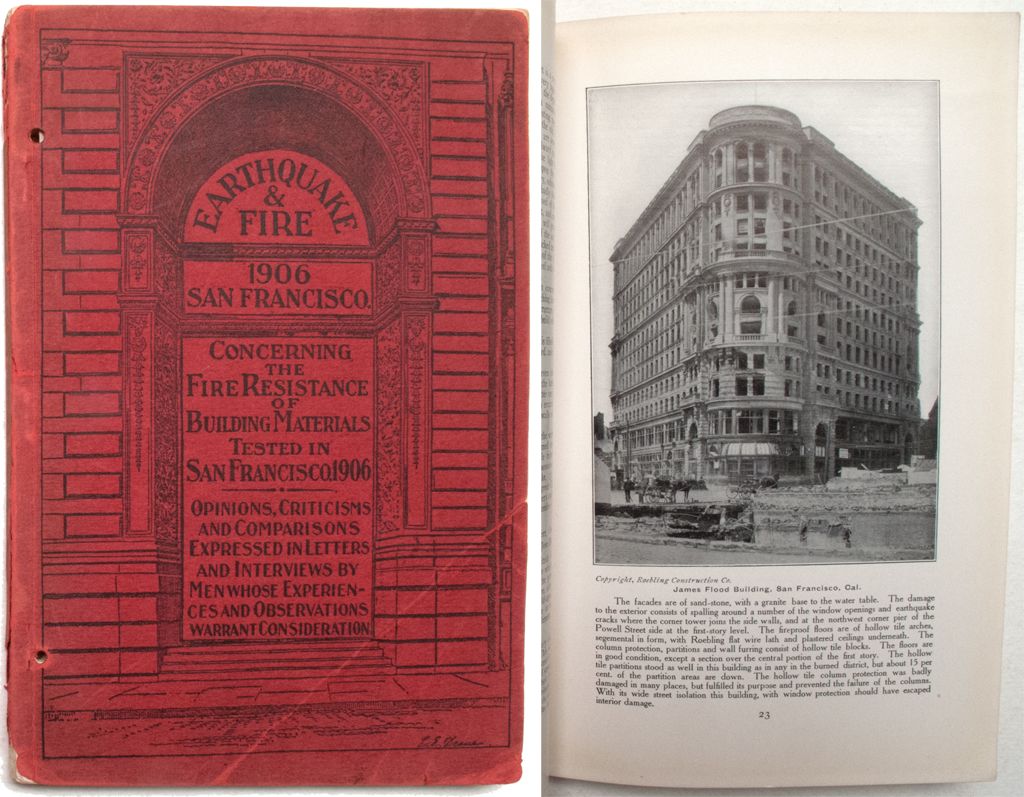 EARTHQUAKE
&
FIRE
1906
SAN FRANCISCO.
CONCERNING
THE
FIRE RESISTANCE
OF
BUILDING MATERIALS
TESTED IN
SAN FRANCISCO.1906
OPINIONS, CRITICISMS
AND COMPARISONS
EXPRESSED IN LETTERS
AND INTERVIEWS BY
MEN WHOSE EXPERIEN-
CES AND OBSERVATIONS
WARRANT CONSIDERATION
Copyright, Roebling Construction Co.
James Flood Building, San Francisco, Cal.
The facades are of sand-stone, with a granite base to the water table. The damage
to the exterior consists of spalling around a number of the window openings and earthquake
cracks where the corner tower joins the side walls, and at the northwest corner pier of the
Powell Street side at the first-story level. The fireproof floors are of hollow tile arches,
segemental in form, with Roebling flat wire lath and plastered ceilings underneath. The
column protection, partitions and wall furring consist of hollow tile blocks. The floors are
in good condition, except a section over the central portion of the first story. The hollow
tile partitions stood as well in this building as in any in the burned district, but about 15 per
cent. of the partition areas are down. The hollow tile column protection was badly
damaged in many places, but fulfilled its purpose and prevented the failure of the columns.
With its wide street isolation this building, with window protection should have escaped
interior damage.
23